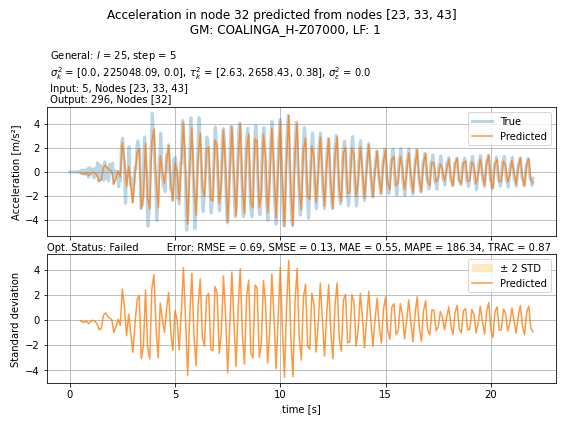 Acceleration in node 32 predicted from nodes [23, 33, 43]
GM: COALINGA_H-Z07000, LF: 1
General: l = 25, step = 5
σ_k² = [0.0, 225048.09, 0.0], τ_k² = [2.63, 2658.43, 0.38], σ_ε² = 0.0
Input: 5, Nodes [23, 33, 43]
Output: 296, Nodes [32]
Acceleration [m/s²]
4
2
0
−2
−4
True
Predicted
Opt. Status: Failed Error: RMSE = 0.69, SMSE = 0.13, MAE = 0.55, MAPE = 186.34, TRAC = 0.87
Standard deviation
4
2
0
−2
−4
± 2 STD
Predicted
0 5 10 15 20
time [s]